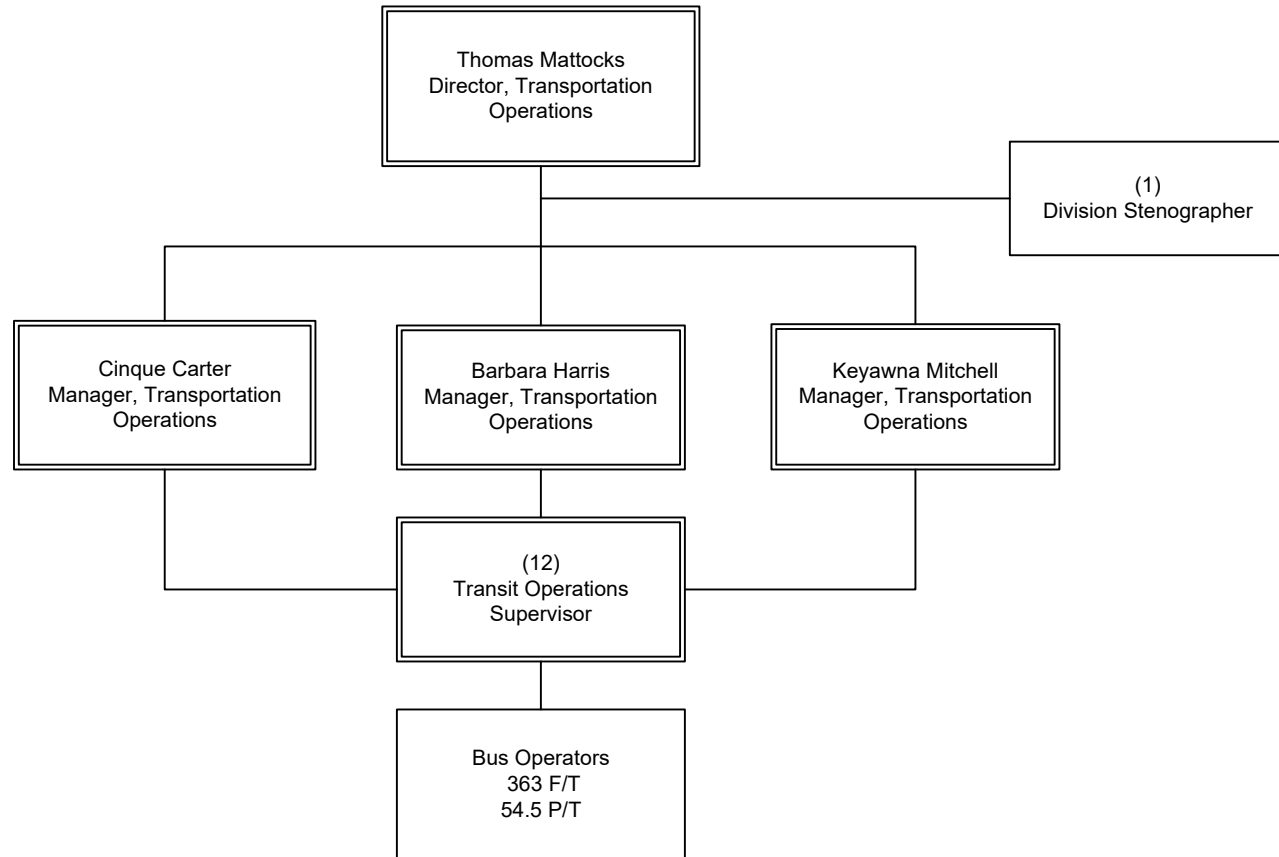 Thomas Mattocks
Director, Transportation
Operations
(1)
Division Stenographer
Cinque Carter
Manager, Transportation
Operations
Barbara Harris
Manager, Transportation
Operations
Keyawna Mitchell
Manager, Transportation
Operations
(12)
Transit Operations
Supervisor
Bus Operators
363 F/T
54.5 P/T